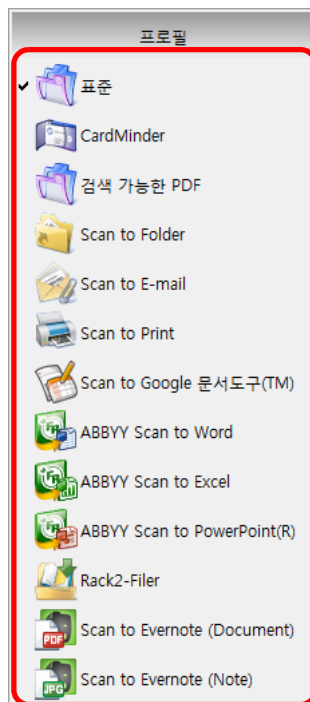 프로필
표준
CardMinder
검색 가능한 PDF
Scan to Folder
Scan to E-mail
Scan to Print
Scan to Google 문서도구(TM)
ABBYY Scan to Word
ABBYY Scan to Excel
ABBYY Scan to PowerPoint(R)
Rack2-Filer
PDF
Scan to Evernote (Document)
JPG
Scan to Evernote (Note)